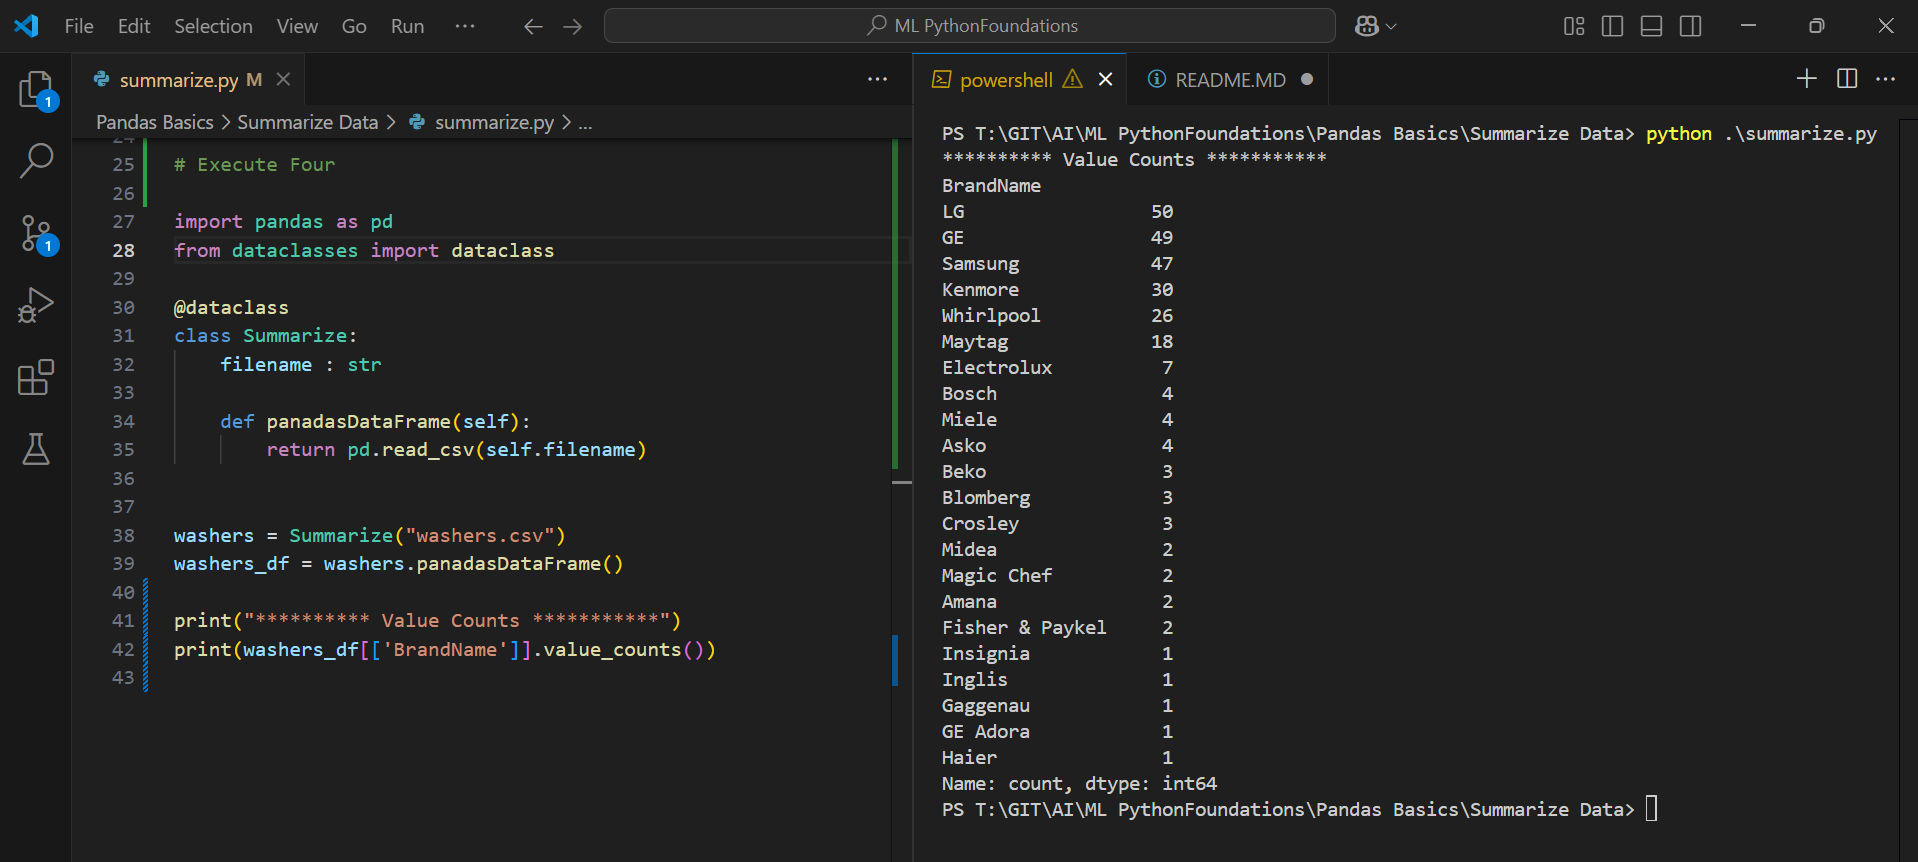 File Edit Selection View Go Run ··· ML PythonFoundations
summarize.py M
Pandas Basics > Summarize Data > summarize.py > ...
24
25 # Execute Four
26
27 import pandas as pd
28 from dataclasses import dataclass
29
30 @dataclass
31 class Summarize:
32 filename : str
33
34 def panadasDataFrame(self):
35 return pd.read_csv(self.filename)
36
37
38 washers = Summarize("washers.csv")
39 washers_df = washers.panadasDataFrame()
40
41 print("********** Value Counts ***********")
42 print(washers_df[['BrandName']].value_counts())
43
1
1
powershell README.MD
PS T:\GIT\AI\ML PythonFoundations\Pandas Basics\Summarize Data> python .\summarize.py
********** Value Counts ***********
BrandName
LG 50
GE 49
Samsung 47
Kenmore 30
Whirlpool 26
Maytag 18
Electrolux 7
Bosch 4
Miele 4
Asko 4
Beko 3
Blomberg 3
Crosley 3
Midea 2
Magic Chef 2
Amana 2
Fisher & Paykel 2
Insignia 1
Inglis 1
Gaggenau 1
GE Adora 1
Haier 1
Name: count, dtype: int64
PS T:\GIT\AI\ML PythonFoundations\Pandas Basics\Summarize Data>